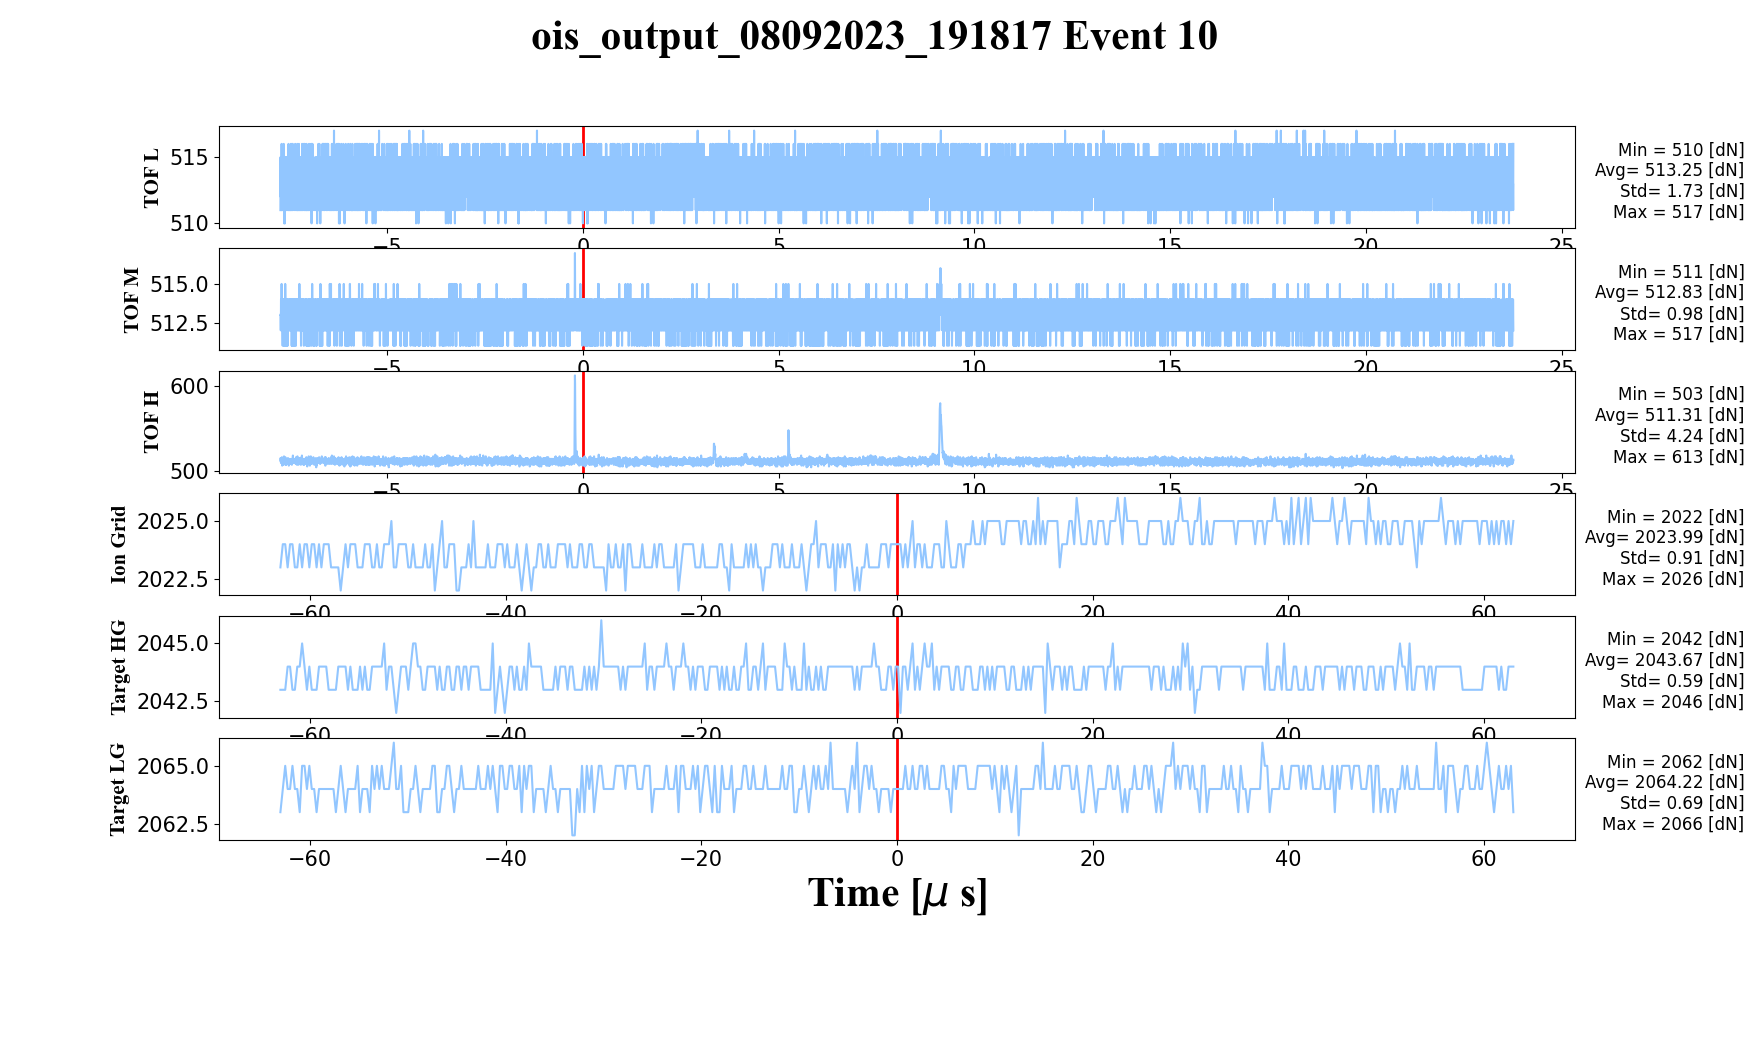 ois_output_08092023_191817 Event 10
TOF L
515
510
−5 0 5 10 15 20 25
Min = 510 [dN]
Avg= 513.25 [dN]
Std= 1.73 [dN]
Max = 517 [dN]
TOF M
515.0
512.5
−5 0 5 10 15 20 25
Min = 511 [dN]
Avg= 512.83 [dN]
Std= 0.98 [dN]
Max = 517 [dN]
TOF H
600
500
−5 0 5 10 15 20 25
Min = 503 [dN]
Avg= 511.31 [dN]
Std= 4.24 [dN]
Max = 613 [dN]
Ion Grid
2025.0
2022.5
−60 −40 −20 0 20 40 60
Min = 2022 [dN]
Avg= 2023.99 [dN]
Std= 0.91 [dN]
Max = 2026 [dN]
Target HG
2045.0
2042.5
−60 −40 −20 0 20 40 60
Min = 2042 [dN]
Avg= 2043.67 [dN]
Std= 0.59 [dN]
Max = 2046 [dN]
Target LG
2065.0
2062.5
−60 −40 −20 0 20 40 60
Min = 2062 [dN]
Avg= 2064.22 [dN]
Std= 0.69 [dN]
Max = 2066 [dN]
Time [μ s]